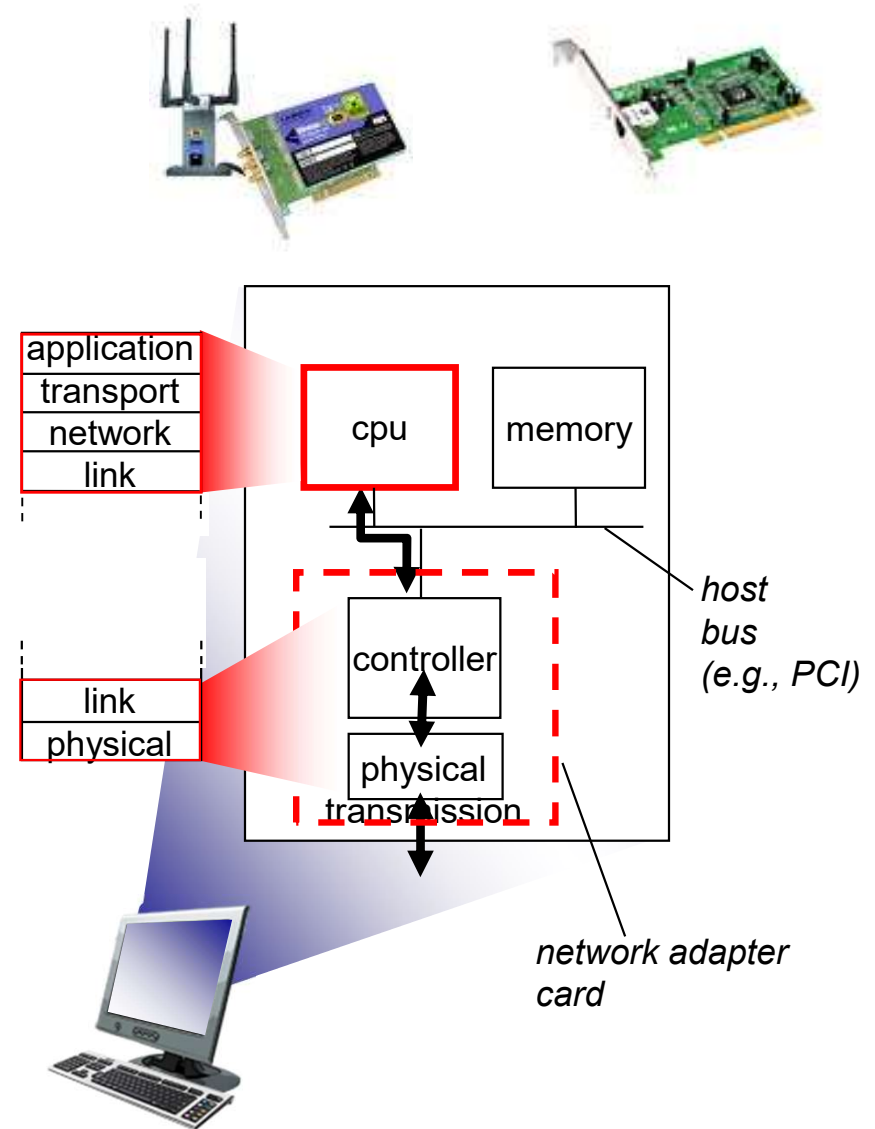 application
transport
network
link
cpu
memory
host
bus
(e.g., PCI)
controller
link
physical
physical
transmission
network adapter
card